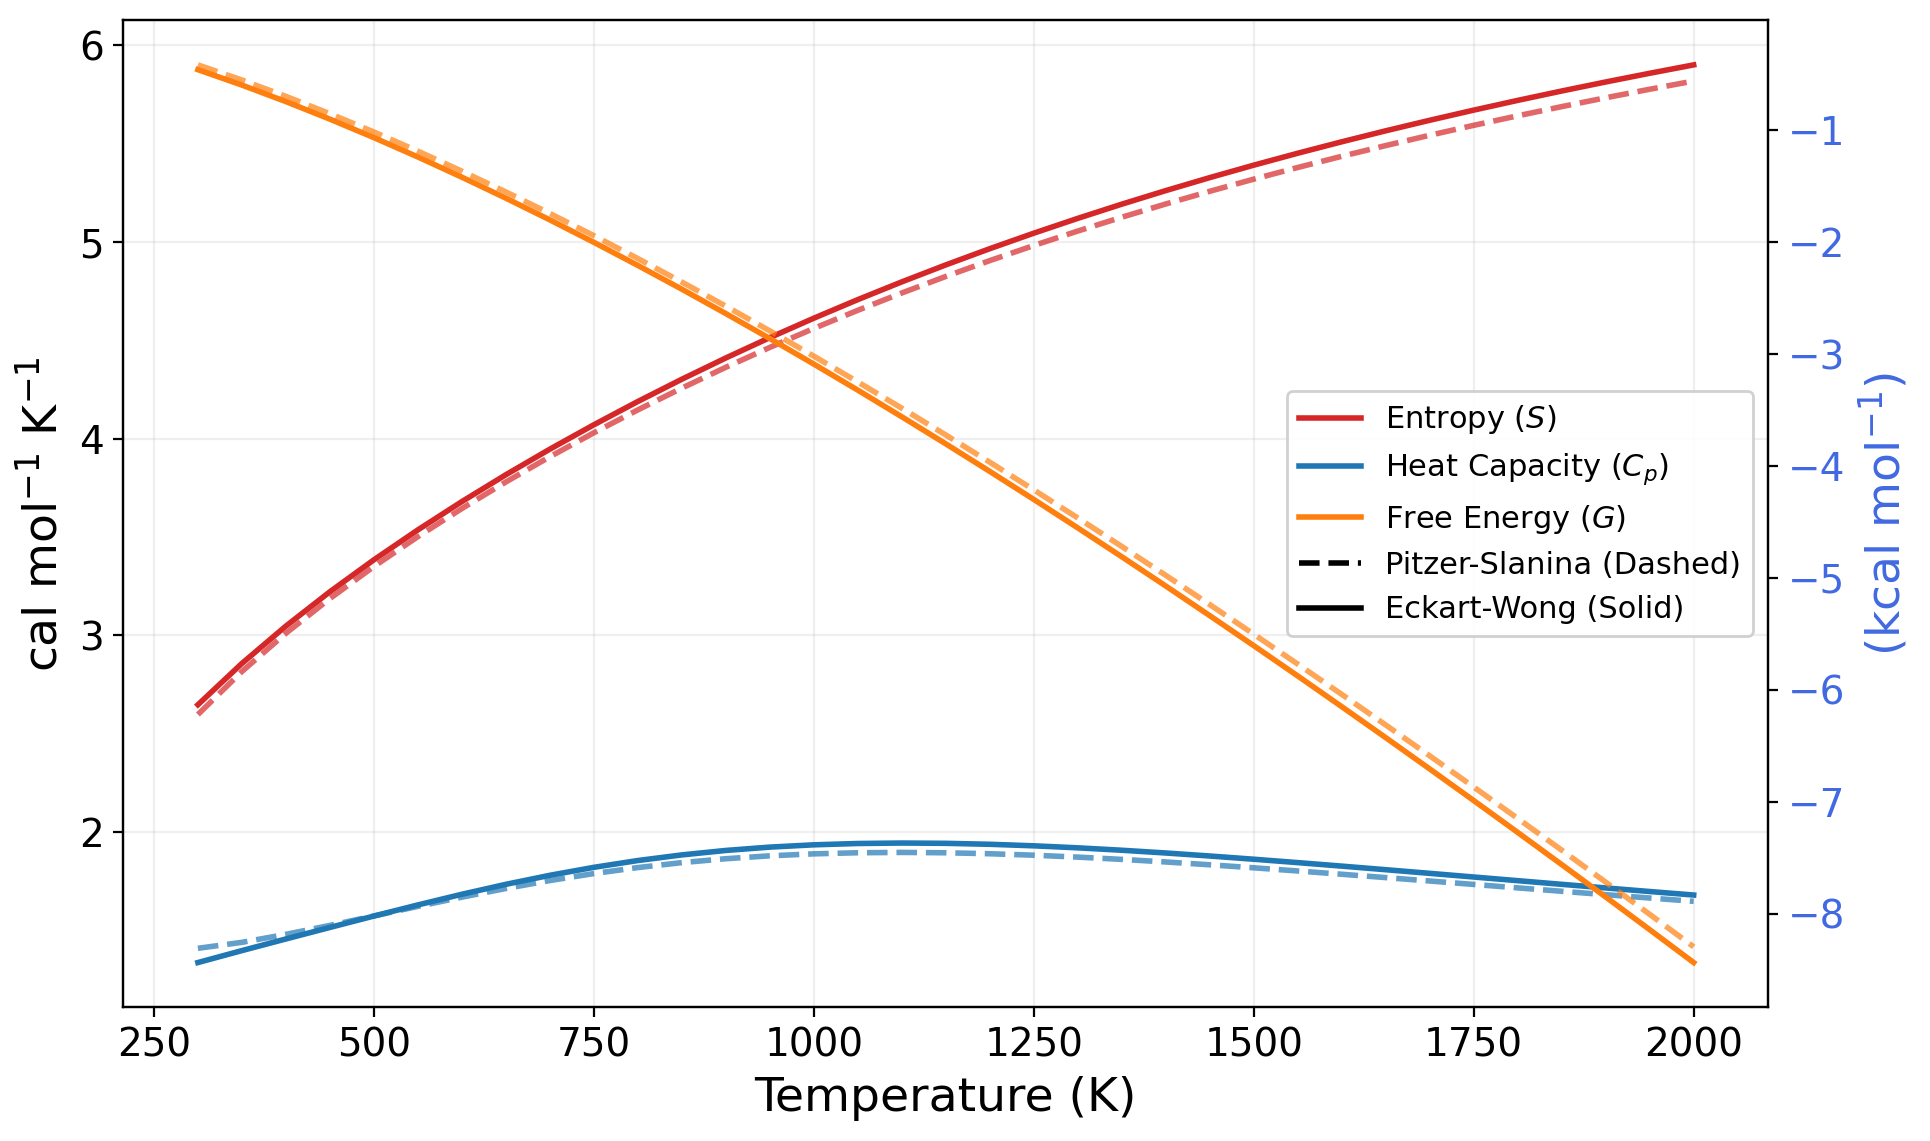 6
5
4
3
2
cal mol⁻¹ K⁻¹
250 500 750 1000 1250 1500 1750 2000
Temperature (K)
−1
−2
−3
−4
−5
−6
−7
−8
(kcal mol⁻¹)
Entropy (S)
Heat Capacity (Cₚ)
Free Energy (G)
Pitzer-Slanina (Dashed)
Eckart-Wong (Solid)